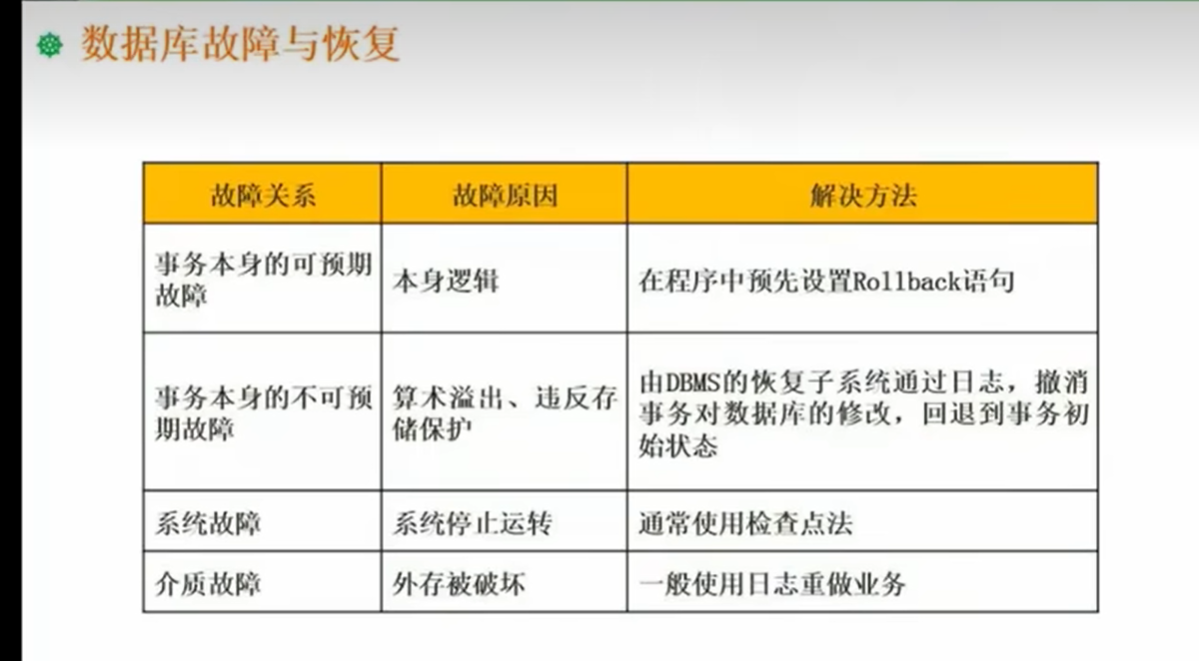 数据库故障与恢复
故障关系
故障原因
解决方法
事务本身的可预期
故障
本身逻辑
在程序中预先设置Rollback语句
事务本身的不可预
期故障
算术溢出、违反存
储保护
由DBMS的恢复子系统通过日志，撤消
事务对数据库的修改，回退到事务初
始状态
系统故障
系统停止运转
通常使用检查点法
介质故障
外存被破坏
一般使用日志重做业务